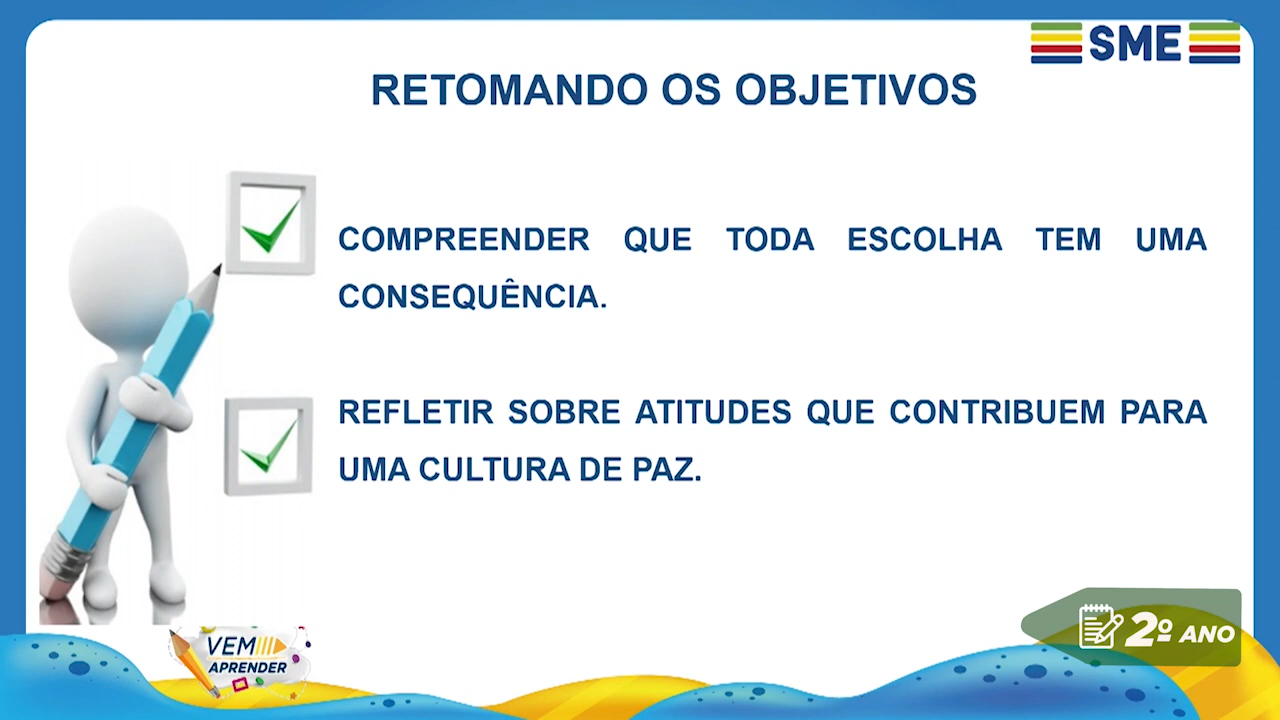 SME
RETOMANDO OS OBJETIVOS
COMPREENDER QUE TODA ESCOLHA TEM UMA
CONSEQUÊNCIA.
REFLETIR SOBRE ATITUDES QUE CONTRIBUEM PARA
UMA CULTURA DE PAZ.
VEM
APRENDER
2º ANO